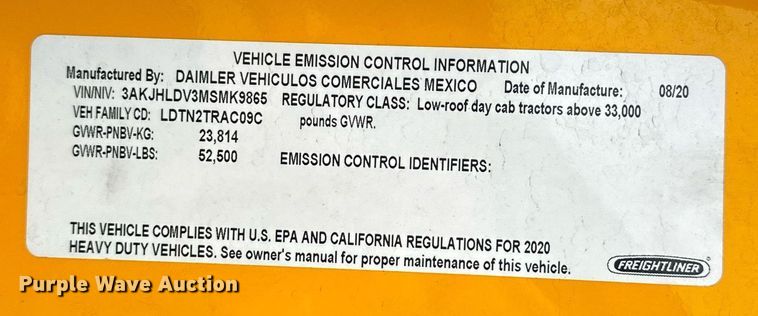 VEHICLE EMISSION CONTROL INFORMATION
Manufactured By: DAIMLER VEHICULOS COMERCIALES MEXICO Date of Manufacture: 08/20
VIN/NIV: 3AKJHLDV3MSMK9865 REGULATORY CLASS: Low-roof day cab tractors above 33,000
VEH FAMILY CD: LDTN2TRAC09C pounds GVWR.
GVWR-PNBV-KG: 23,814
GVWR-PNBV-LBS: 52,500 EMISSION CONTROL IDENTIFIERS:
THIS VEHICLE COMPLIES WITH U.S. EPA AND CALIFORNIA REGULATIONS FOR 2020
HEAVY DUTY VEHICLES. See owner's manual for proper maintenance of this vehicle.
FREIGHTLINER
Purple Wave Auction